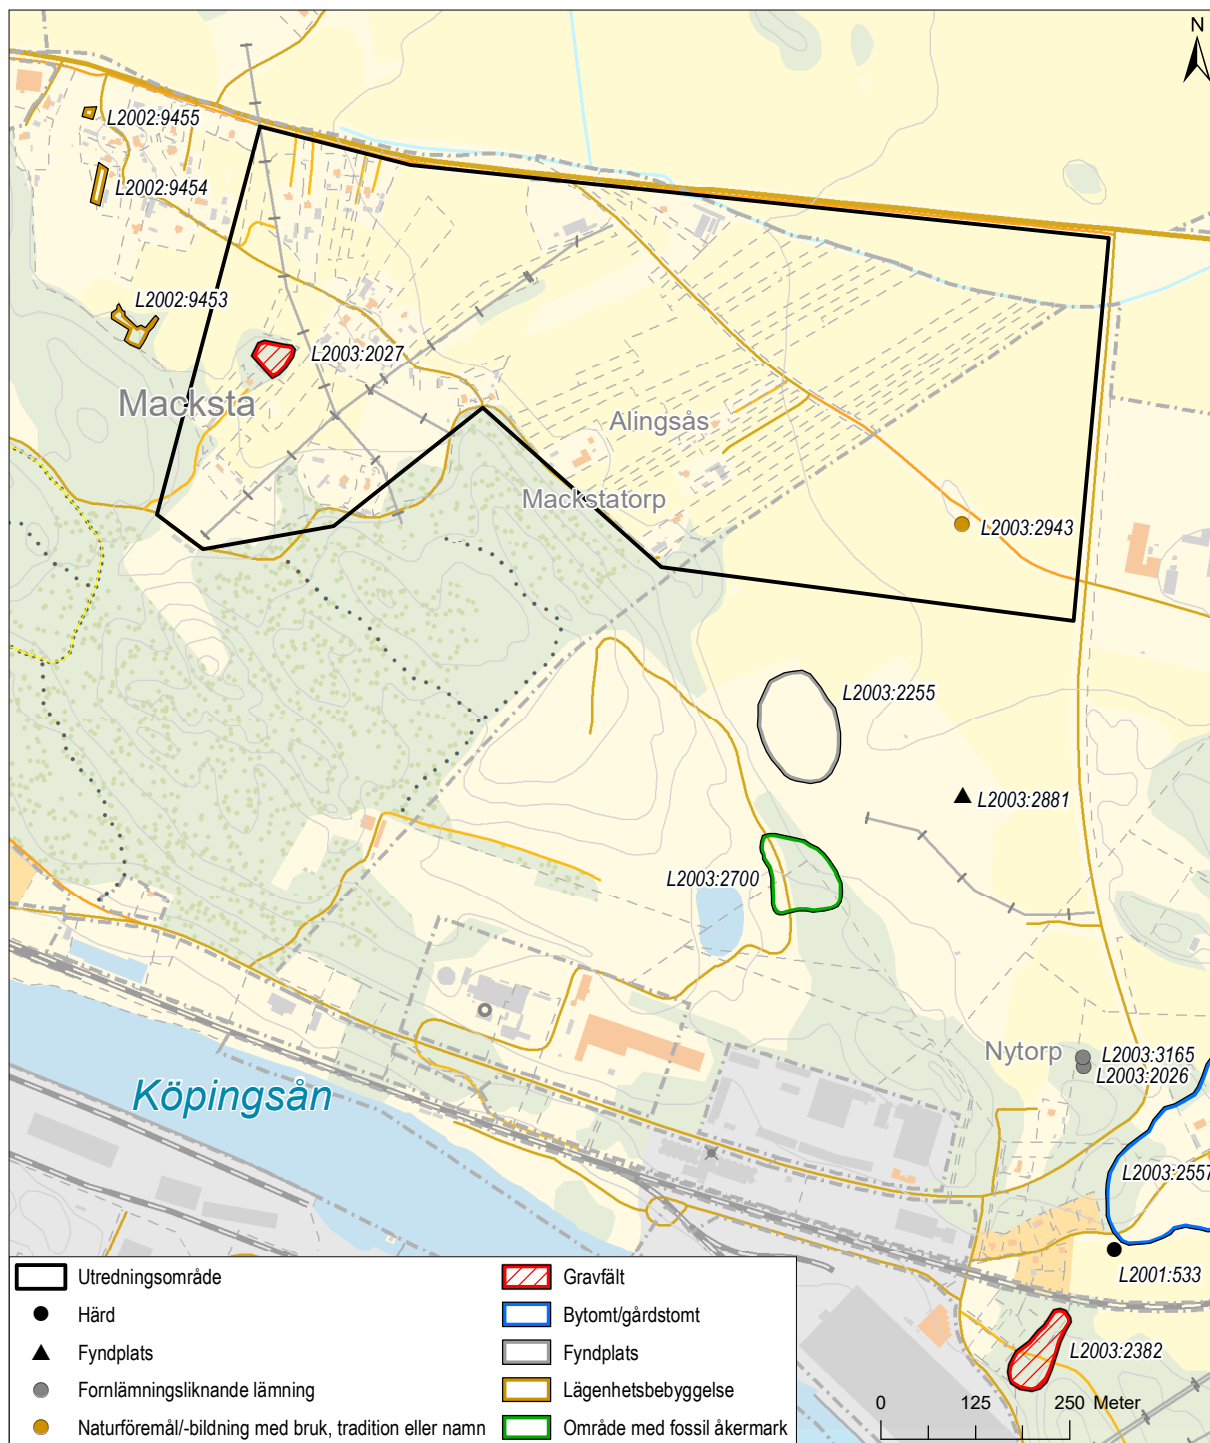 N
L2002:9455
L2002:9454
L2002:9453
L2003:2027
Macksta
Alingsås
Mackstatorp
L2003:2943
L2003:2255
L2003:2881
L2003:2700
Nytorp
L2003:3165
L2003:2026
Köpingsån
L2003:2557
L2001:533
L2003:2382
Utredningsområde
Härd
Fyndplats
Fornlämningsliknande lämning
Naturföremål/-bildning med bruk, tradition eller namn
Gravfält
Bytomt/gårdstomt
Fyndplats
Lägenhetsbebyggelse
Område med fossil åkermark
0 125 250 Meter